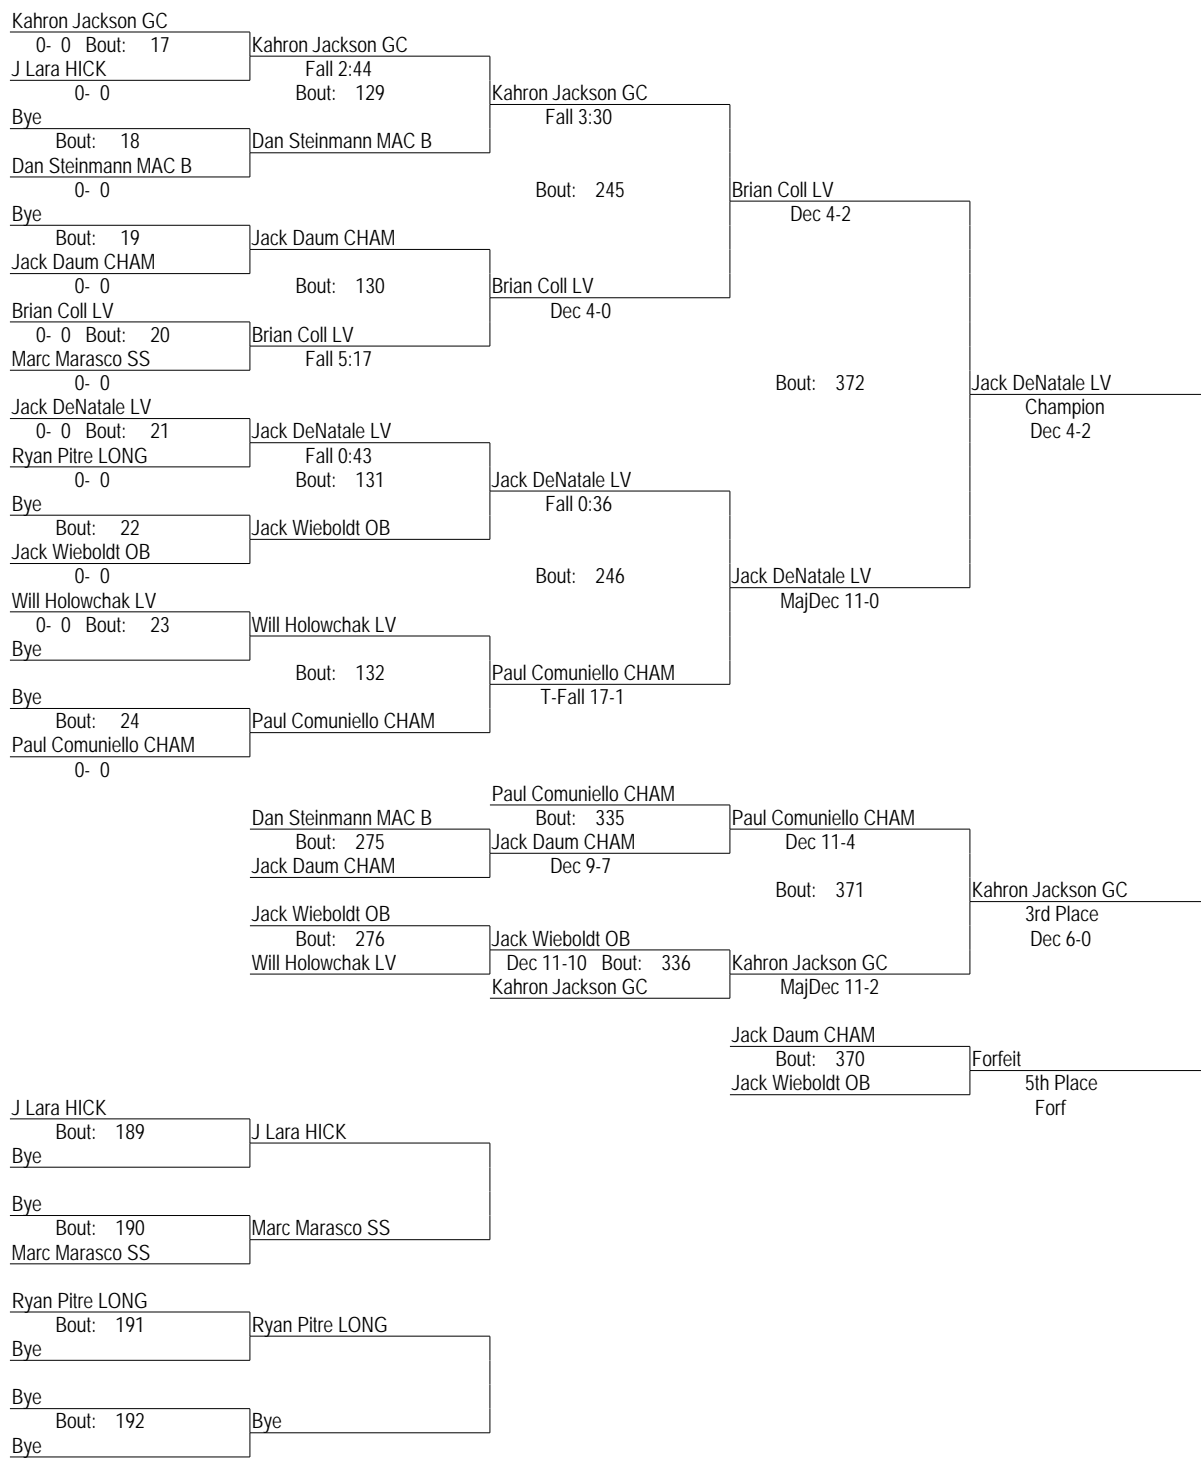 Kahron Jackson GC
0- 0 Bout: 17 Kahron Jackson GC
J Lara HICK Fall 2:44
0- 0 Bout: 129 Kahron Jackson GC
Bye Fall 3:30
Bout: 18 Dan Steinmann MAC B
Dan Steinmann MAC B
0- 0 Bout: 245 Brian Coll LV
Bye Dec 4-2
Bout: 19 Jack Daum CHAM
Jack Daum CHAM
0- 0 Bout: 130 Brian Coll LV
Brian Coll LV Dec 4-0
0- 0 Bout: 20 Brian Coll LV
Marc Marasco SS Fall 5:17
0- 0 Bout: 372 Jack DeNatale LV
Jack DeNatale LV Champion
0- 0 Bout: 21 Jack DeNatale LV Dec 4-2
Ryan Pitre LONG Fall 0:43
0- 0 Bout: 131 Jack DeNatale LV
Bye Fall 0:36
Bout: 22 Jack Wieboldt OB
Jack Wieboldt OB
0- 0 Bout: 246 Jack DeNatale LV
Will Holowchak LV MajDec 11-0
0- 0 Bout: 23 Will Holowchak LV
Bye
Bout: 132 Paul Comuniello CHAM
Bye T-Fall 17-1
Bout: 24 Paul Comuniello CHAM
Paul Comuniello CHAM
0- 0
Paul Comuniello CHAM
Dan Steinmann MAC B Bout: 335 Paul Comuniello CHAM
Bout: 275 Jack Daum CHAM Dec 11-4
Jack Daum CHAM Dec 9-7
Bout: 371 Kahron Jackson GC
Jack Wieboldt OB 3rd Place
Bout: 276 Jack Wieboldt OB Dec 6-0
Will Holowchak LV Dec 11-10 Bout: 336 Kahron Jackson GC
Kahron Jackson GC MajDec 11-2
Jack Daum CHAM
Bout: 370 Forfeit
Jack Wieboldt OB 5th Place
J Lara HICK Forf
Bout: 189 J Lara HICK
Bye
Bye
Bout: 190 Marc Marasco SS
Marc Marasco SS
Ryan Pitre LONG
Bout: 191 Ryan Pitre LONG
Bye
Bye
Bout: 192 Bye
Bye